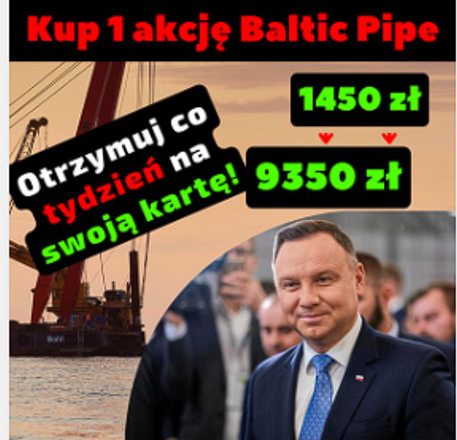 Kup 1 akcję Baltic Pipe
1450 zł
Otrzymuj co
tydzień na
swoją kartę!
9350 zł